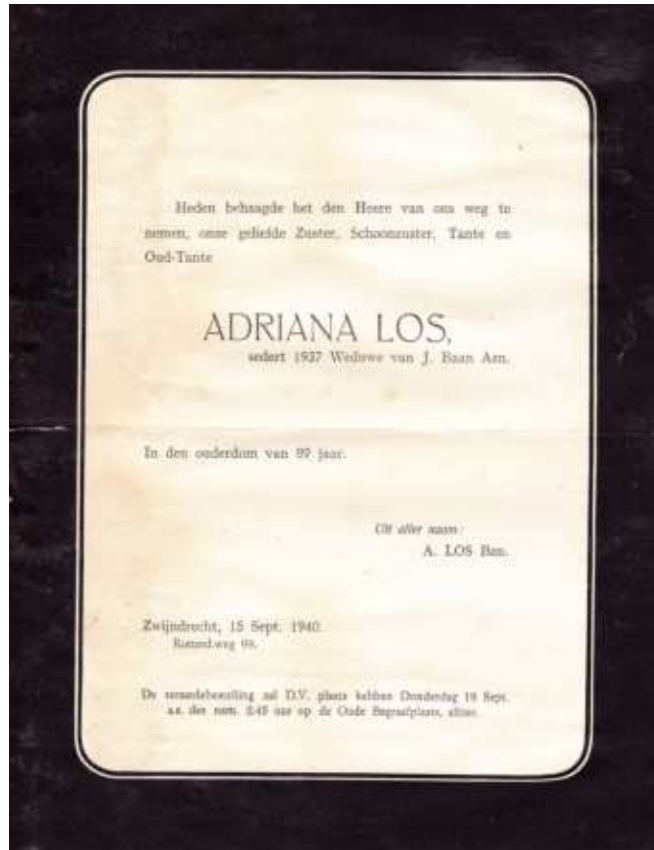 Heden behaagde het den Heere van ons weg te
nemen, onze geliefde Zuster, Schoonzuster, Tante en
Oud-Tante
ADRIANA LOS,
sedert 1937 Weduwe van J. Baan Azn.
In den ouderdom van 89 jaar.
Uit aller naam:
A. LOS Bzn.
Zwijndrecht, 15 Sept. 1940.
De teraardebestelling zal D.V. plaats hebben Donderdag 19 Sept.
a.s. des nam. 2.45 uur op de Oude Begraafplaats, alhier.